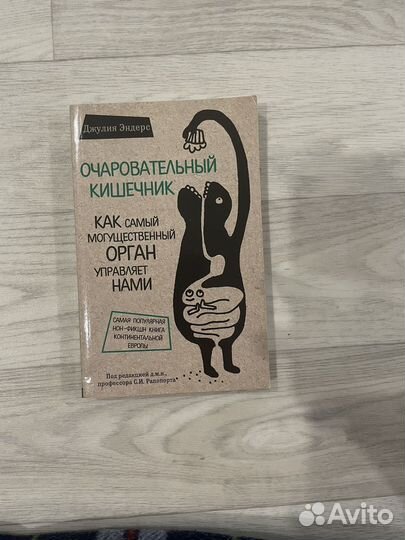 Джулия Эндерс
ОЧАРОВАТЕЛЬНЫЙ
КИШЕЧНИК
КАК САМЫЙ
МОГУЩЕСТВЕННЫЙ
ОРГАН
УПРАВЛЯЕТ
НАМИ
САМАЯ ПОПУЛЯРНАЯ
НОН-ФИКШН КНИГА
КОНТИНЕНТАЛЬНОЙ
ЕВРОПЫ
Под редакцией д.м.н.,
профессора С.И. Рапопорта
Avito